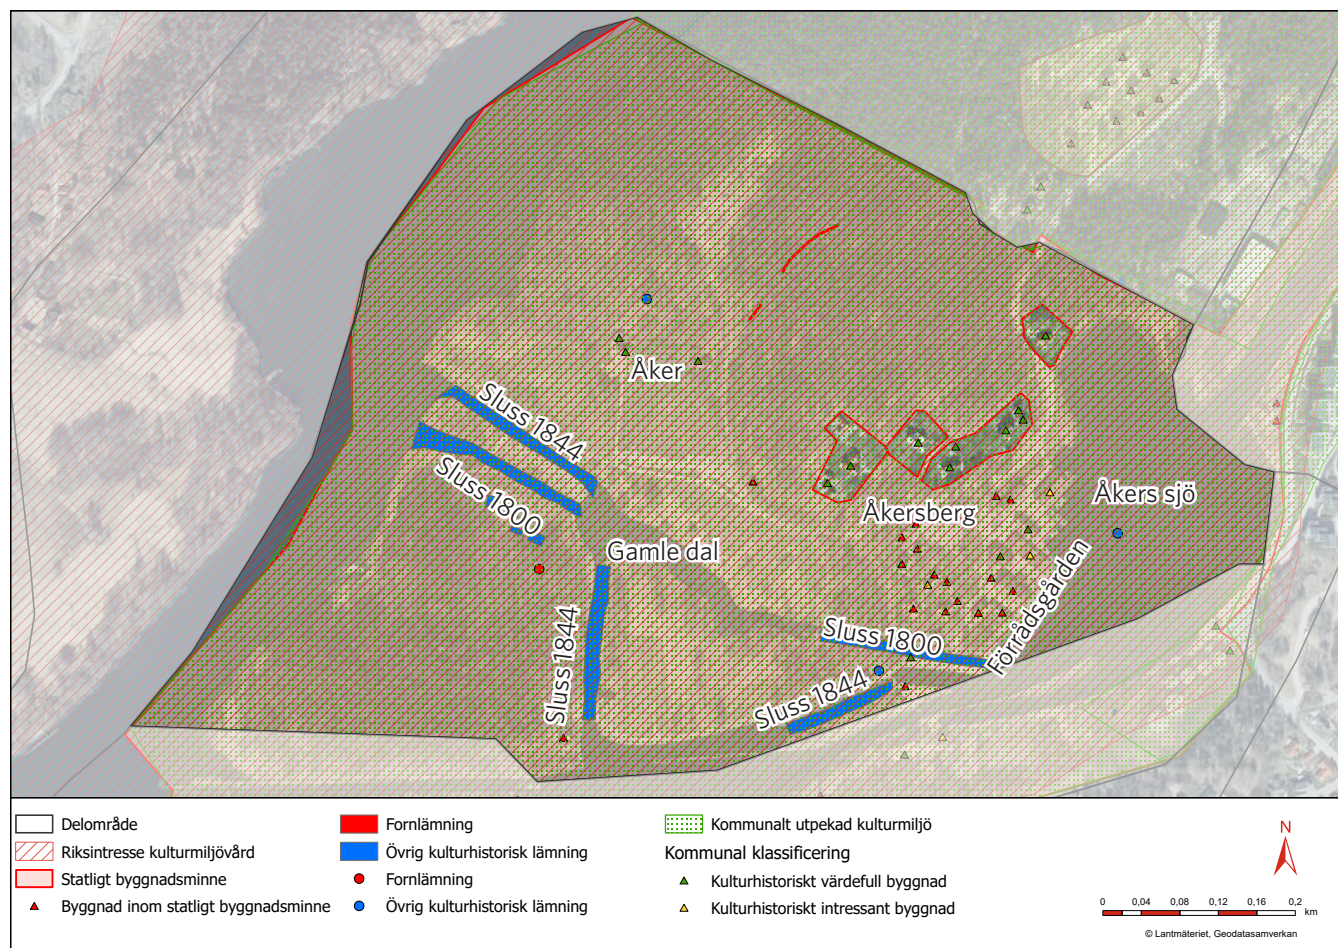 Åker
Sluss 1844
Sluss 1800
Åkersberg
Åkers sjö
Gamle dal
Förrådsgården
Sluss 1844
Sluss 1800
Sluss 1844
Delområde
Riksintresse kulturmiljövård
Statligt byggnadsminne
Byggnad inom statligt byggnadsminne
Fornlämning
Övrig kulturhistorisk lämning
Fornlämning
Övrig kulturhistorisk lämning
Kommunalt utpekad kulturmiljö
Kommunal klassificering
Kulturhistoriskt värdefull byggnad
Kulturhistoriskt intressant byggnad
N
0 0,04 0,08 0,12 0,16 0,2
km
© Lantmäteriet, Geodatasamverkan